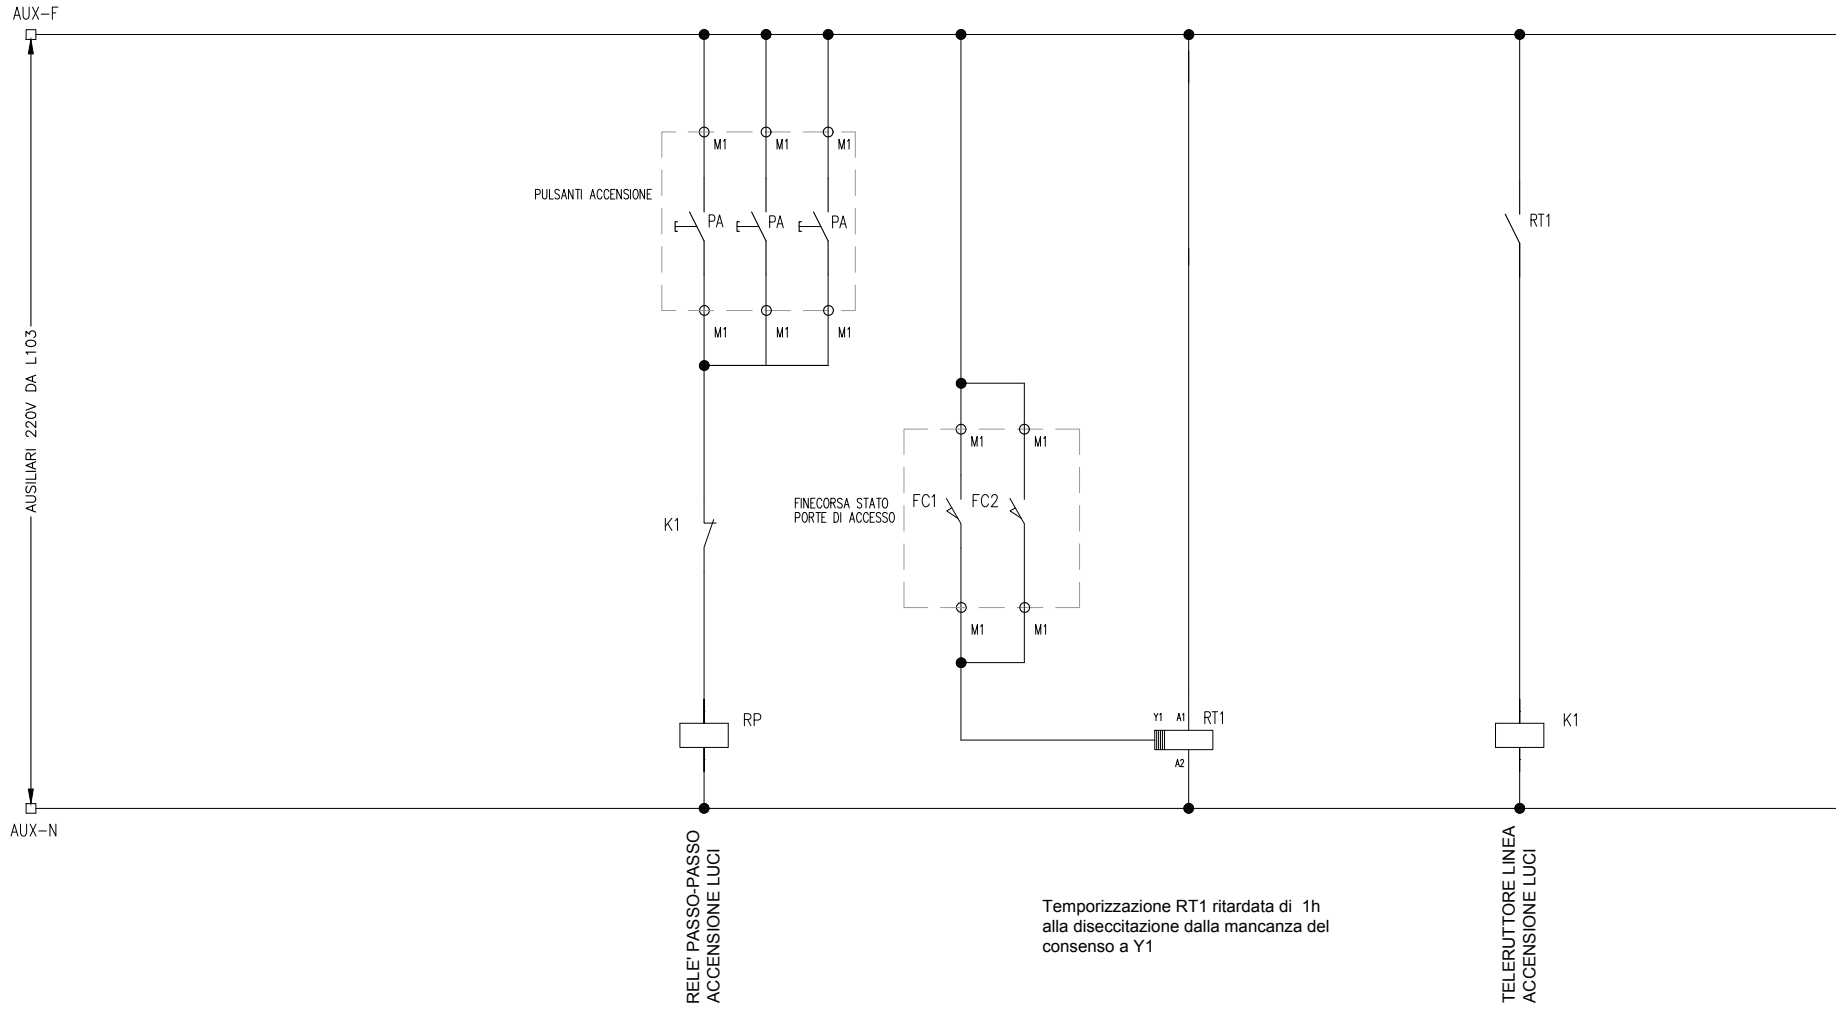 AUX-F
M1
M1
M1
PULSANTI ACCENSIONE
PA
PA
PA
RT1
M1
M1
M1
AUSILIARI 220V DA L103
M1
M1
FINECORSA STATO
PORTE DI ACCESSO
FC1
FC2
K1
M1
M1
RP
Y1
A1
RT1
K1
A2
AUX-N
RELE' PASSO-PASSO
ACCENSIONE LUCI
Temporizzazione RT1 ritardata di 1h
alla diseccitazione dalla mancanza del
consenso a Y1
TELERUTTORE LINEA
ACCENSIONE LUCI